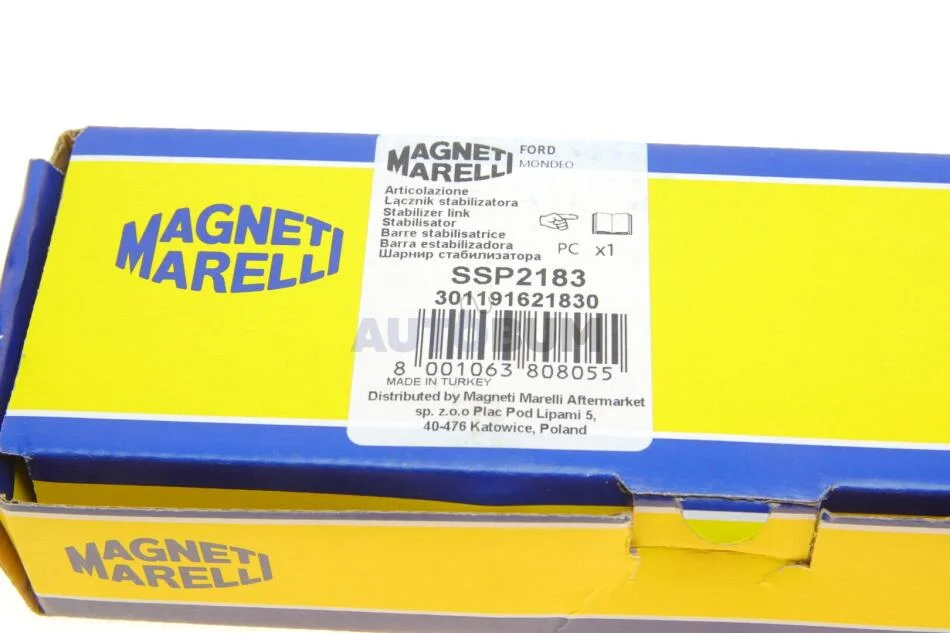 MAGNETI
MARELLI
MAGNETI
MARELLI
FORD
MONDEO
Articolazione
Łącznik stabilizatora
Stabilizer link
Stabilisator
Barre stabilisatrice
Barra estabilizadora
Шарнир стабилизатора
PC x1
SSP2183
301191621830
AUTOBUM
8 001063 808055
MADE IN TURKEY
Distributed by Magneti Marelli Aftermarket
sp. z.o.o Plac Pod Lipami 5,
40-476 Katowice, Poland
MAGNETI
MARELLI